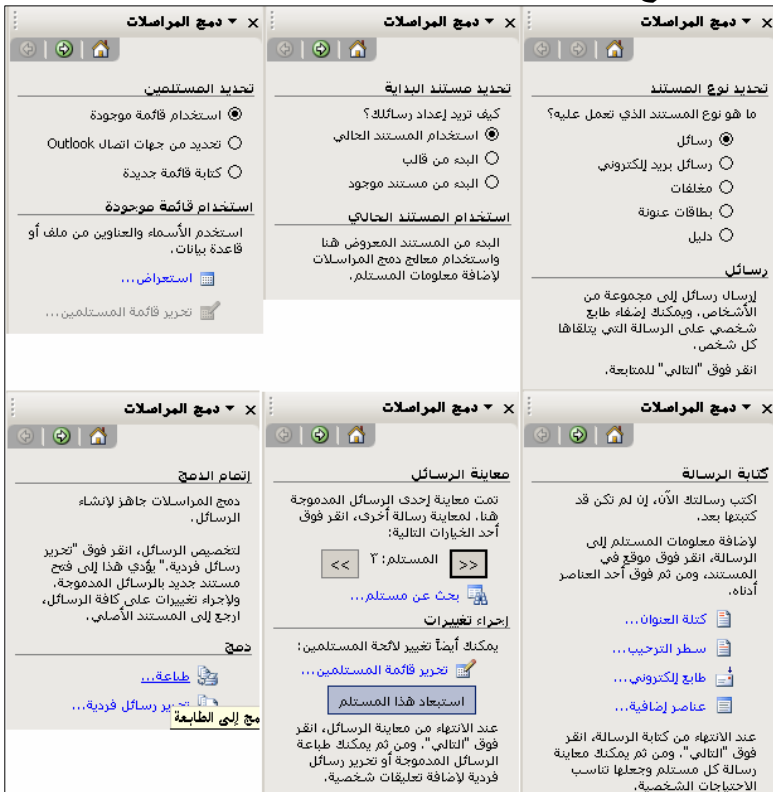 دمج المراسلات
تحديد نوع المستند
ما هو نوع المستند الذي تعمل عليه؟
رسائل
رسائل بريد إلكتروني
مغلفات
بطاقات عنونة
دليل
رسائل
إرسال رسائل إلى مجموعة من
الأشخاص. ويمكنك إضفاء طابع
شخصي على الرسالة التي يتلقاها
كل شخص.
انقر فوق "التالي" للمتابعة.
دمج المراسلات
تحديد مستند البداية
كيف تريد إعداد رسائلك؟
استخدام المستند الحالي
البدء من قالب
البدء من مستند موجود
استخدام المستند الحالي
البدء من المستند المعروض هنا
واستخدام معالج دمج المراسلات
لإضافة معلومات المستلم.
دمج المراسلات
تحديد المستلمين
استخدام قائمة موجودة
تحديد من جهات اتصال Outlook
كتابة قائمة جديدة
استخدام قائمة موجودة
استخدم الأسماء والعناوين من ملف أو
قاعدة بيانات.
استعراض...
تحرير قائمة المستلمين...
دمج المراسلات
كتابة الرسالة
اكتب رسالتك الآن، إن لم تكن قد
كتبتها بعد.
لإضافة معلومات المستلم إلى
الرسالة، انقر فوق موقع في
المستند، ومن ثم فوق أحد العناصر
أدناه.
كتلة العنوان...
سطر الترحيب...
طابع إلكتروني...
عناصر إضافية...
عند الانتهاء من كتابة الرسالة، انقر
فوق "التالي". ومن ثم يمكنك معاينة
رسالة كل مستلم وجعلها تناسب
الاحتياجات الشخصية.
دمج المراسلات
معاينة الرسائل
تمت معاينة إحدى الرسائل المدموجة
هنا. لمعاينة رسالة أخرى، انقر فوق
أحد الخيارات التالية:
>> المستلم: ٣ <<
بحث عن مستلم...
إجراء تغييرات
يمكنك أيضاً تغيير لائحة المستلمين:
تحرير قائمة المستلمين...
استبعاد هذا المستلم
عند الانتهاء من معاينة الرسائل، انقر
فوق "التالي". ومن ثم يمكنك طباعة
الرسائل المدموجة أو تحرير رسائل
فردية لإضافة تعليقات شخصية.
دمج المراسلات
إتمام الدمج
دمج المراسلات جاهز لإنشاء
الرسائل.
لتخصيص الرسائل، انقر فوق "تحرير
رسائل فردية." يؤدي هذا إلى فتح
مستند جديد بالرسائل المدموجة.
ولإجراء تغييرات على كافة الرسائل،
ارجع إلى المستند الأصلي.
دمج
طباعة...
رسائل فردية...
إلى الطابعة